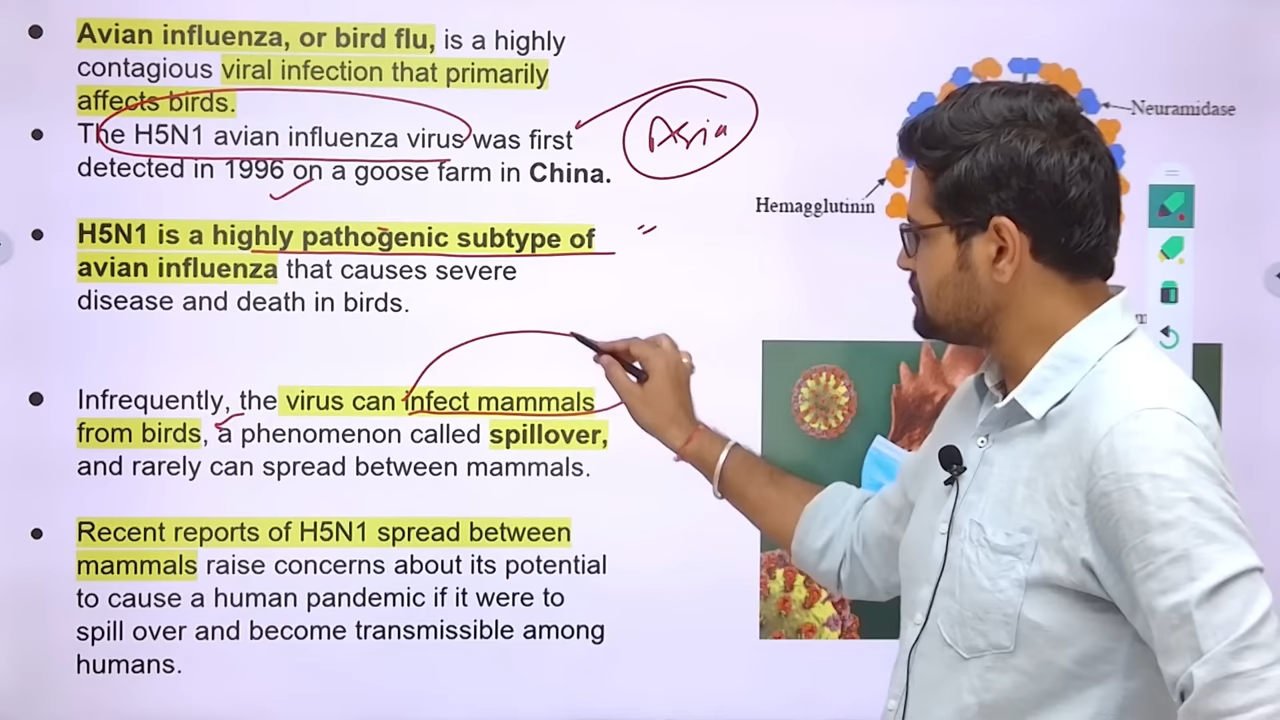 Avian influenza, or bird flu, is a highly
contagious viral infection that primarily
affects birds.
The H5N1 avian influenza virus was first
detected in 1996 on a goose farm in China.
Asia
H5N1 is a highly pathogenic subtype of
avian influenza that causes severe
disease and death in birds.
Infrequently, the virus can infect mammals
from birds, a phenomenon called spillover,
and rarely can spread between mammals.
Recent reports of H5N1 spread between
mammals raise concerns about its potential
to cause a human pandemic if it were to
spill over and become transmissible among
humans.
Neuramidase
Hemagglutinin